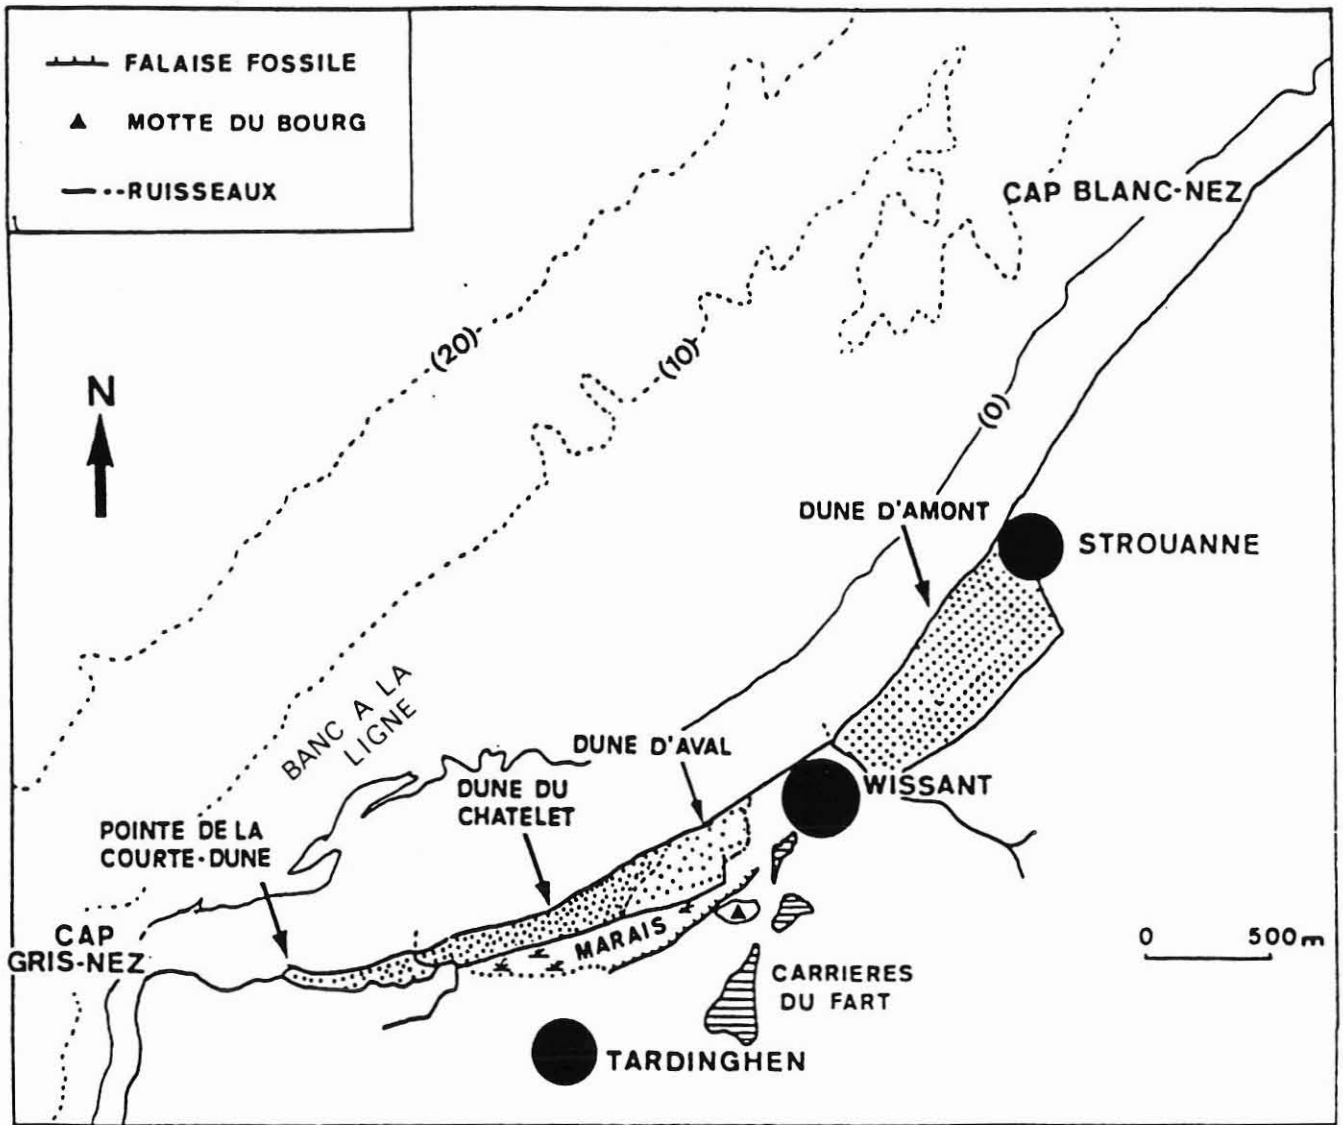 FALAISE FOSSILE
MOTTE DU BOURG
RUISSEAUX
CAP BLANC-NEZ
(20)
(10)
N
(0)
DUNE D'AMONT
STROUANNE
BANC A LA
LIGNE
DUNE D'AVAL
DUNE DU
CHATELET
WISSANT
POINTE DE LA
COURTE-DUNE
MARAIS
CAP
GRIS-NEZ
0 500m
CARRIERES
DU FART
TARDINGHEN